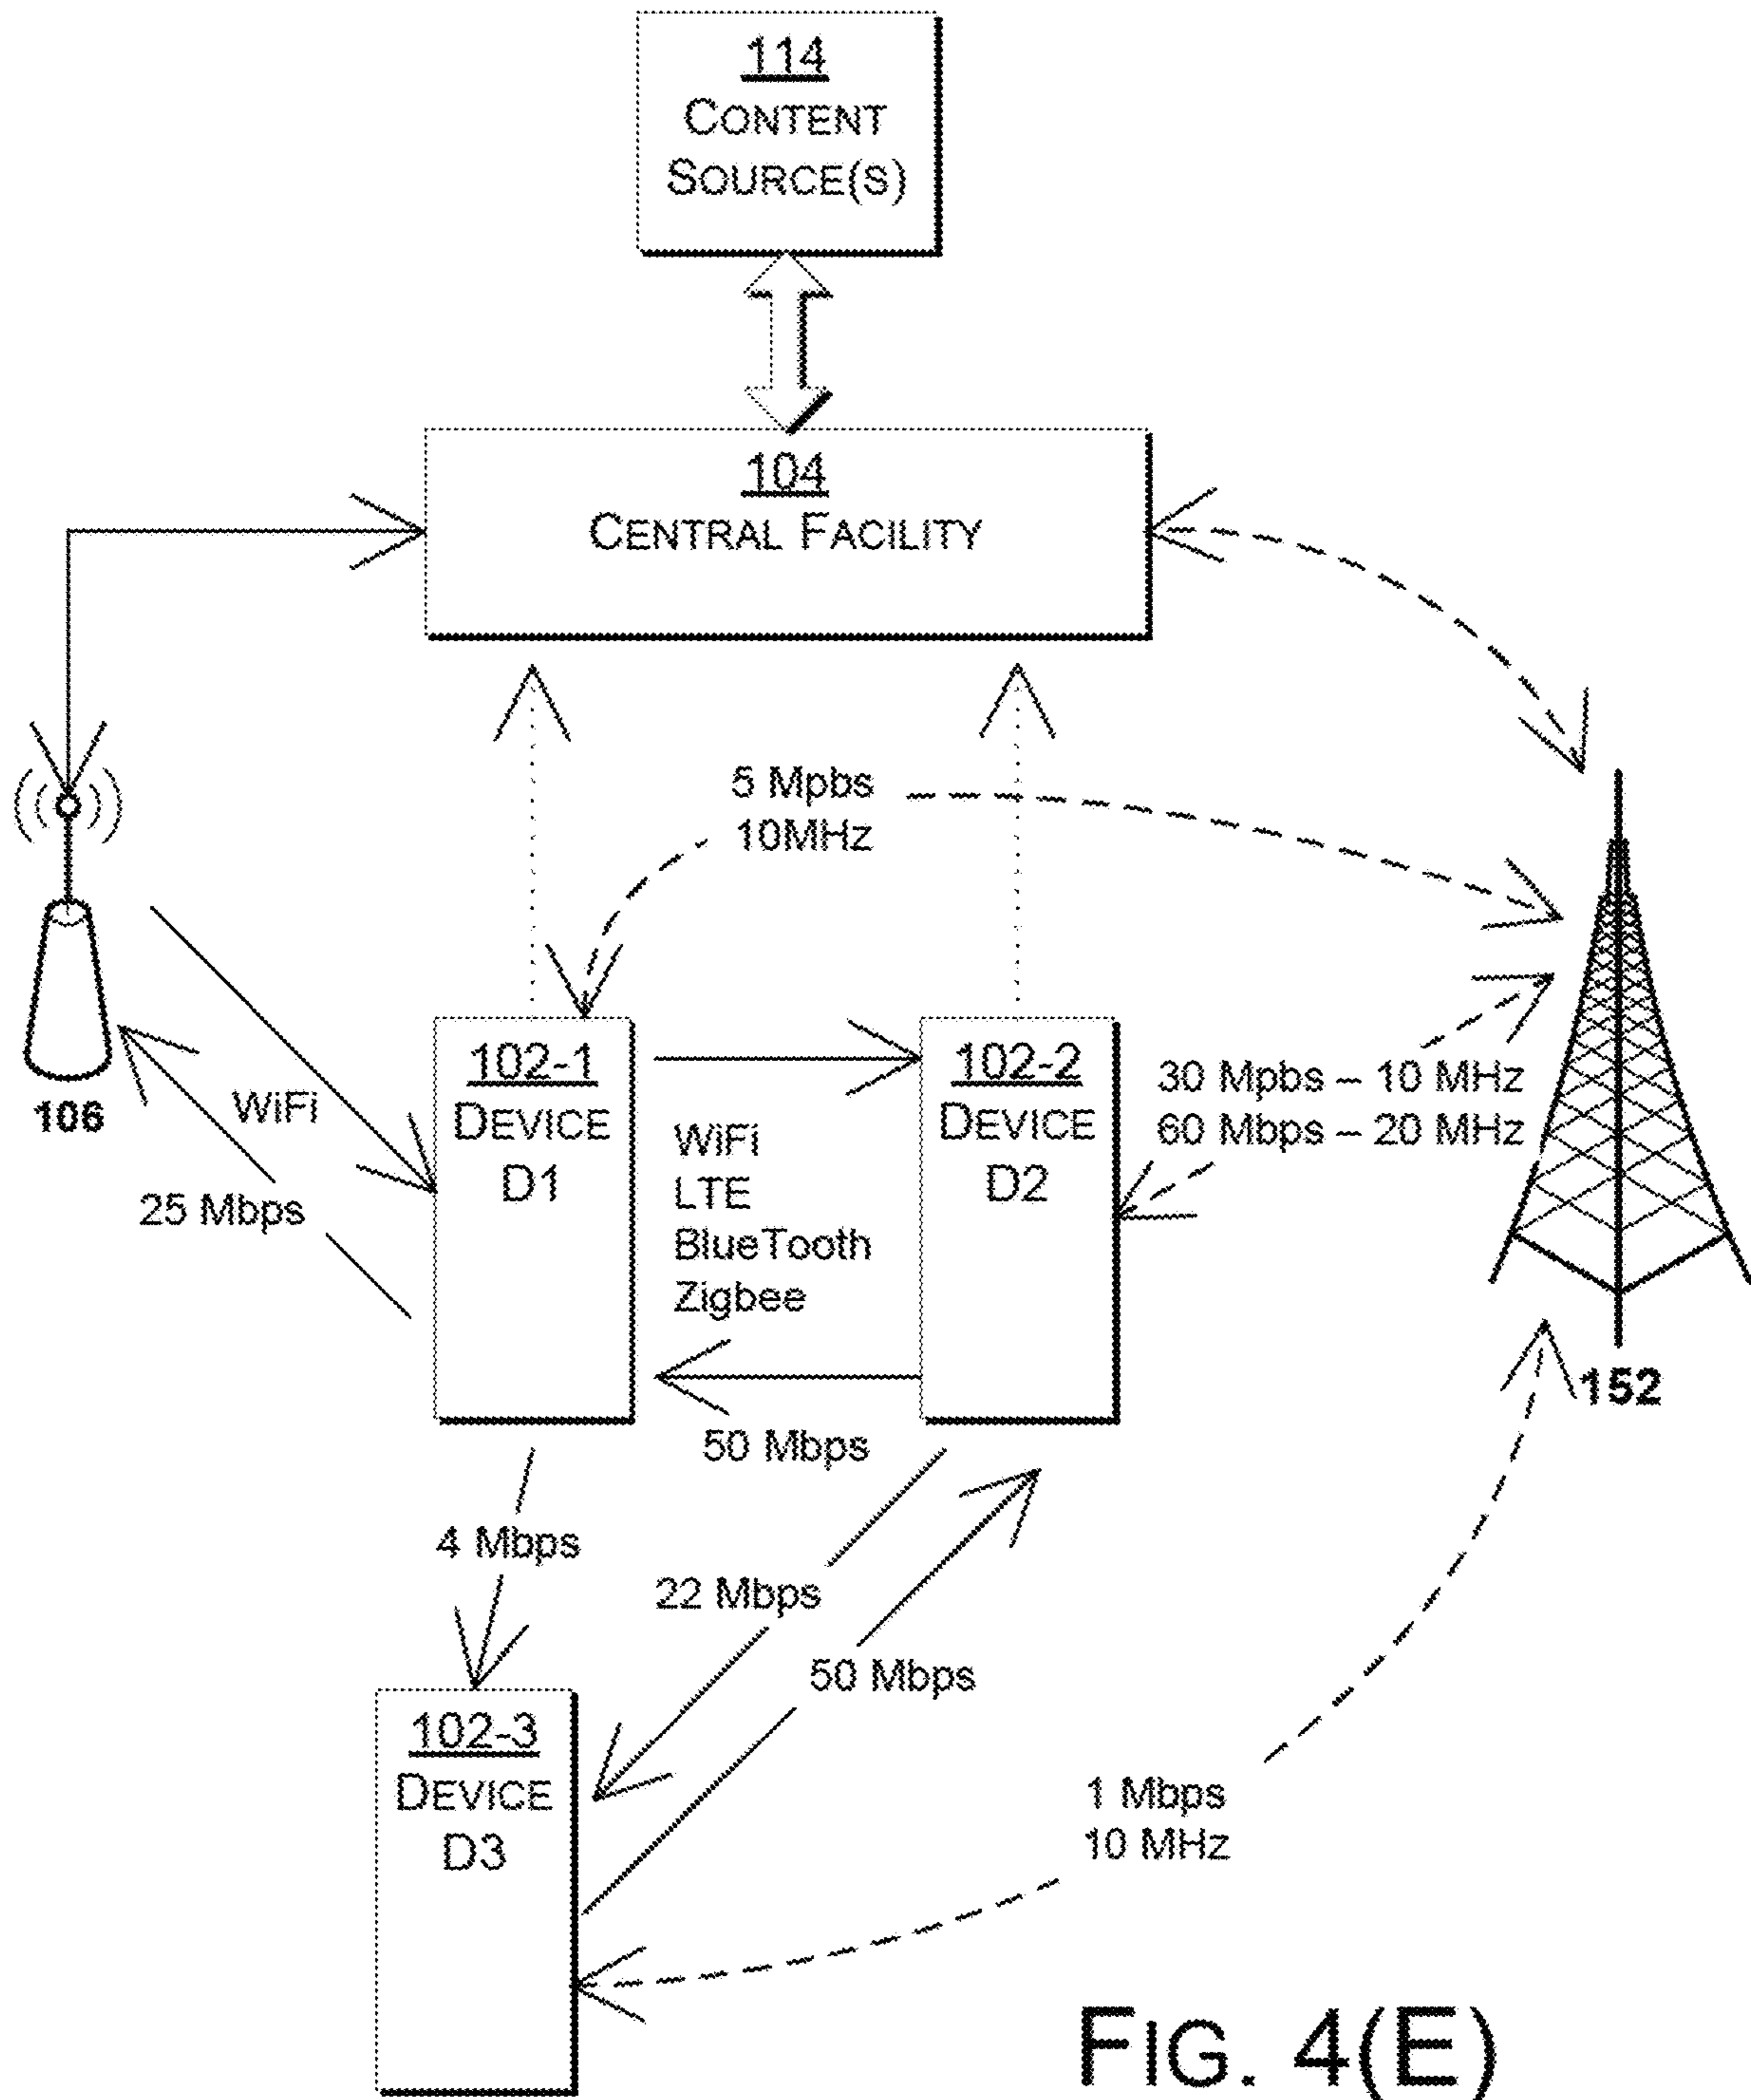 114
CONTENT
SOURCE(S)
104
CENTRAL FACILITY
5 Mpbs
10MHz
106
WiFi
25 Mbps
102-1
DEVICE
D1
WiFi
LTE
BlueTooth
Zigbee
50 Mbps
102-2
DEVICE
D2
30 Mpbs – 10 MHz
60 Mbps – 20 MHz
152
4 Mbps
22 Mbps
50 Mbps
102-3
DEVICE
D3
1 Mbps
10 MHz
FIG. 4(E)